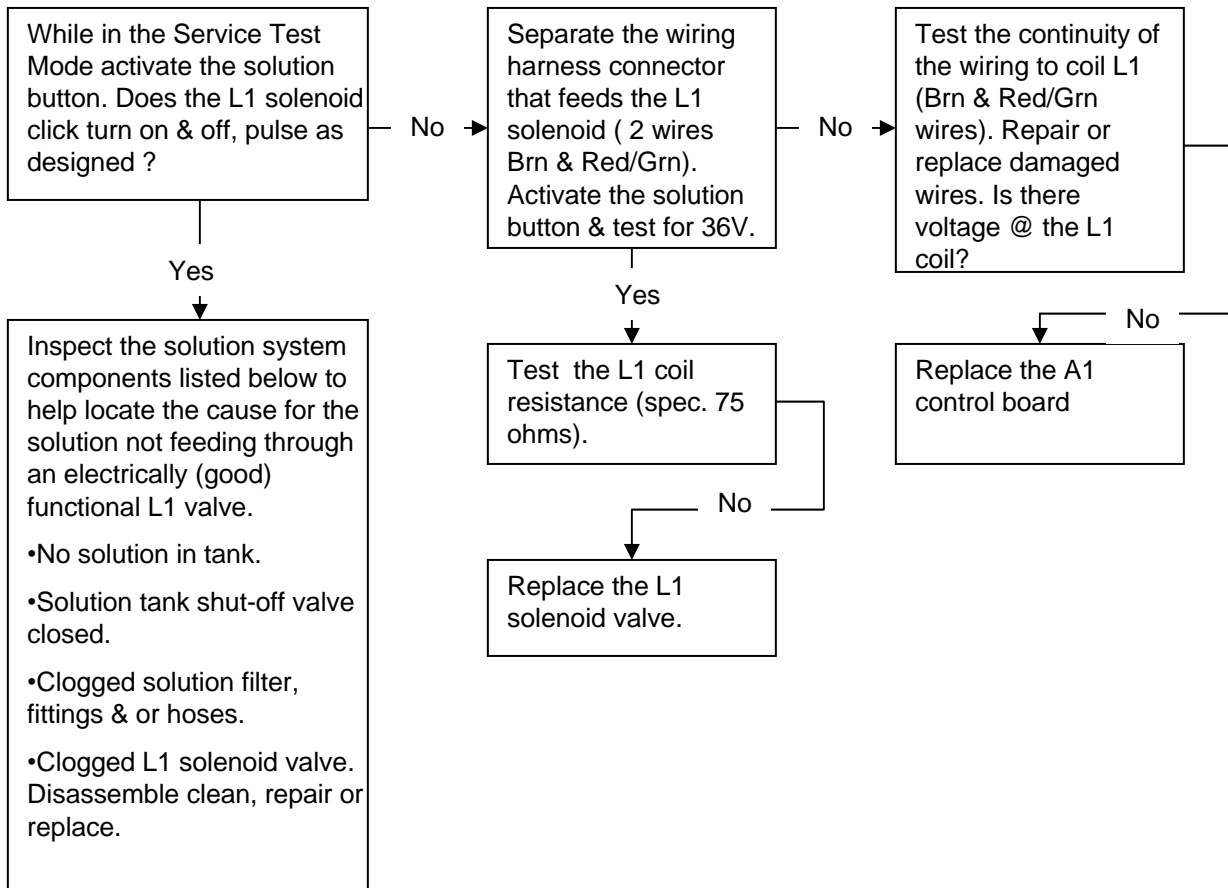 While in the Service Test
Mode activate the solution
button. Does the L1 solenoid
click turn on & off, pulse as
designed ?
No
Separate the wiring
harness connector
that feeds the L1
solenoid ( 2 wires
Brn & Red/Grn).
Activate the solution
button & test for 36V.
No
Test the continuity of
the wiring to coil L1
(Brn & Red/Grn
wires). Repair or
replace damaged
wires. Is there
voltage @ the L1
coil?
Yes
Inspect the solution system
components listed below to
help locate the cause for the
solution not feeding through
an electrically (good)
functional L1 valve.
•No solution in tank.
•Solution tank shut-off valve
closed.
•Clogged solution filter,
fittings & or hoses.
•Clogged L1 solenoid valve.
Disassemble clean, repair or
replace.
Yes
Test  the L1 coil
resistance (spec. 75
ohms).
No
Replace the L1
solenoid valve.
No
Replace the A1
control board